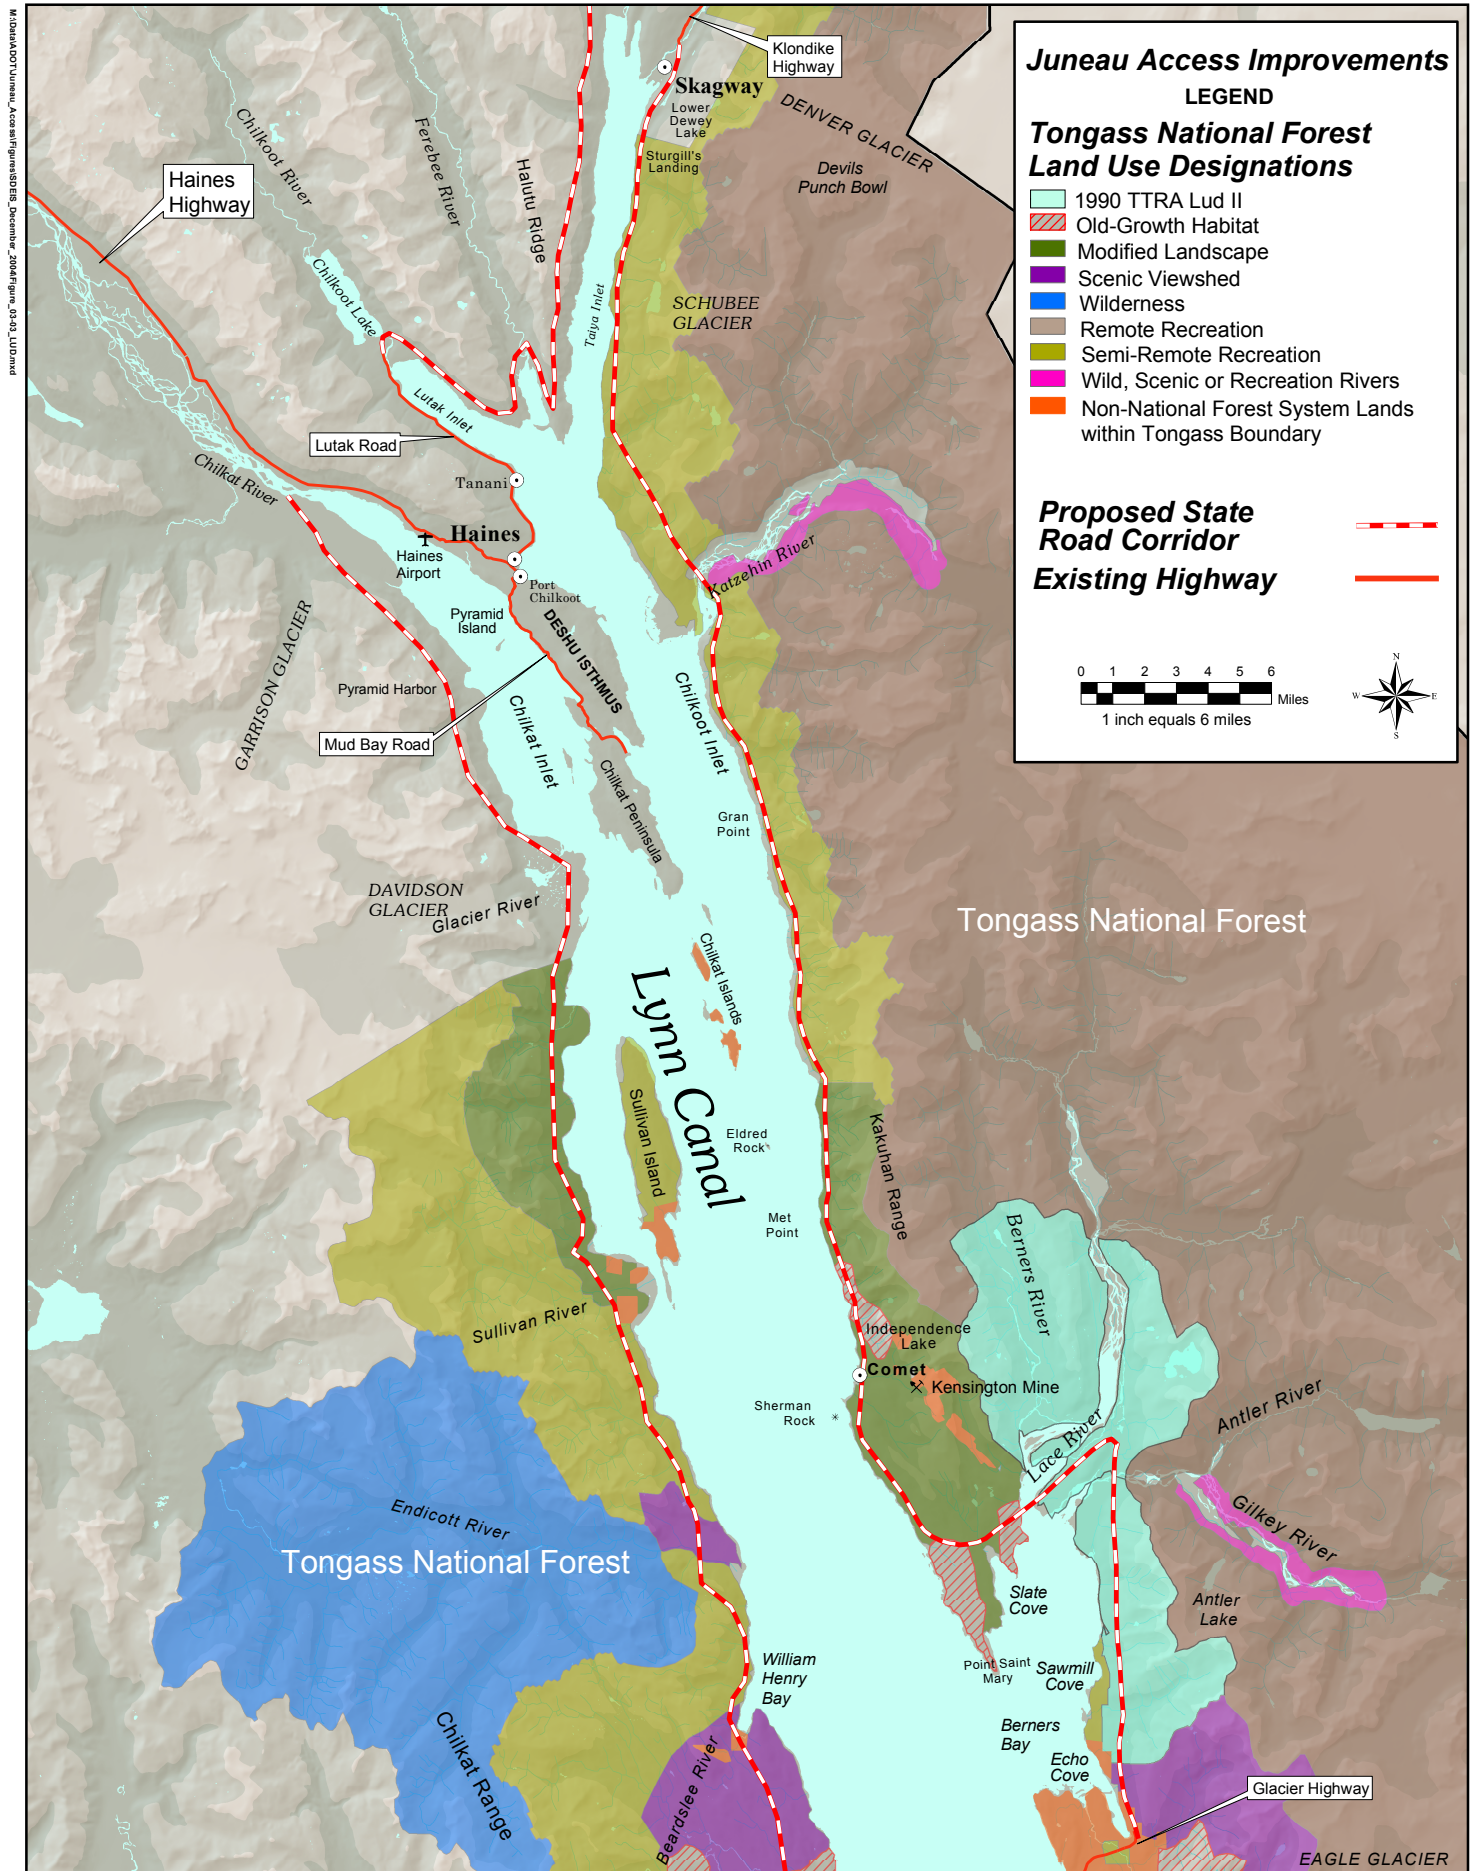 M:\Data\ADOT\Juneau_Access\Figures\SDEIS_December_2004\Figure_03-03_LUD.mxd
Juneau Access Improvements
LEGEND
Tongass National Forest
Land Use Designations
1990 TTRA Lud II
Old-Growth Habitat
Modified Landscape
Scenic Viewshed
Wilderness
Remote Recreation
Semi-Remote Recreation
Wild, Scenic or Recreation Rivers
Non-National Forest System Lands
within Tongass Boundary
Proposed State
Road Corridor
Existing Highway
0 1 2 3 4 5 6
Miles
1 inch equals 6 miles
N
W
E
S
Klondike
Highway
Skagway
Lower
Dewey
Lake
Sturgill's
Landing
DENVER GLACIER
Devils
Punch Bowl
Haines
Highway
Chilkoot River
Ferebee River
Halutu Ridge
Chilkoot Lake
Taiya Inlet
SCHUBEE
GLACIER
Lutak Inlet
Lutak Road
Chilkat River
Tanani
Haines
Haines
Airport
Port
Chilkoot
Katzehin River
Pyramid
Island
DESHU ISTHMUS
GARRISON GLACIER
Pyramid Harbor
Mud Bay Road
Chilkat Inlet
Chilkoot Inlet
Chilkat Peninsula
Gran
Point
DAVIDSON
GLACIER
Glacier River
Chilkat Islands
Tongass National Forest
Lynn Canal
Sullivan Island
Eldred
Rock
Kakuhan Range
Met
Point
Berners River
Sullivan River
Independence
Lake
Comet
Kensington Mine
Sherman
Rock
Lace River
Antler River
Gilkey River
Endicott River
Tongass National Forest
Slate
Cove
Antler
Lake
William
Henry
Bay
Point Saint
Mary
Sawmill
Cove
Berners
Bay
Echo
Cove
Chilkat Range
Beardslee River
Glacier Highway
EAGLE GLACIER